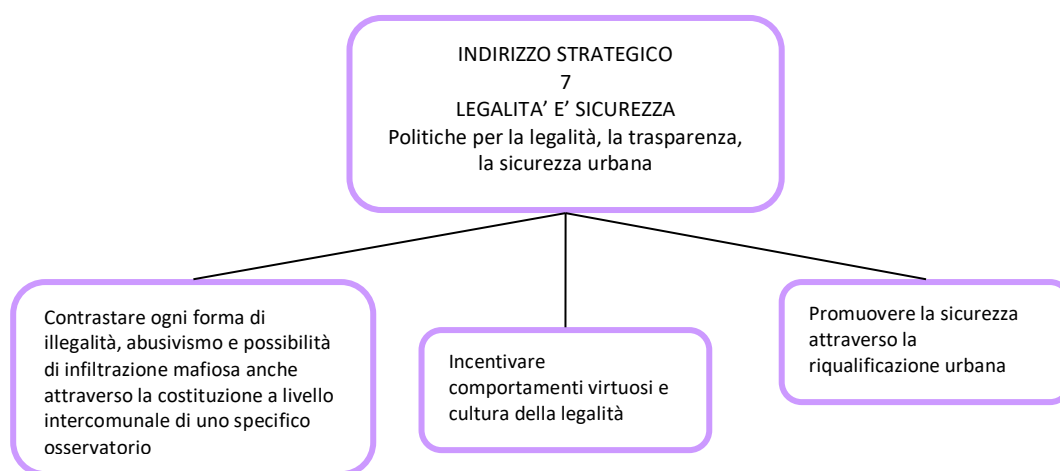 INDIRIZZO STRATEGICO
7
LEGALITA’ E’ SICUREZZA
Politiche per la legalità, la trasparenza,
la sicurezza urbana
Contrastare ogni forma di
illegalità, abusivismo e possibilità
di infiltrazione mafiosa anche
attraverso la costituzione a livello
intercomunale di uno specifico
osservatorio
Incentivare
comportamenti virtuosi e
cultura della legalità
Promuovere la sicurezza
attraverso la
riqualificazione urbana